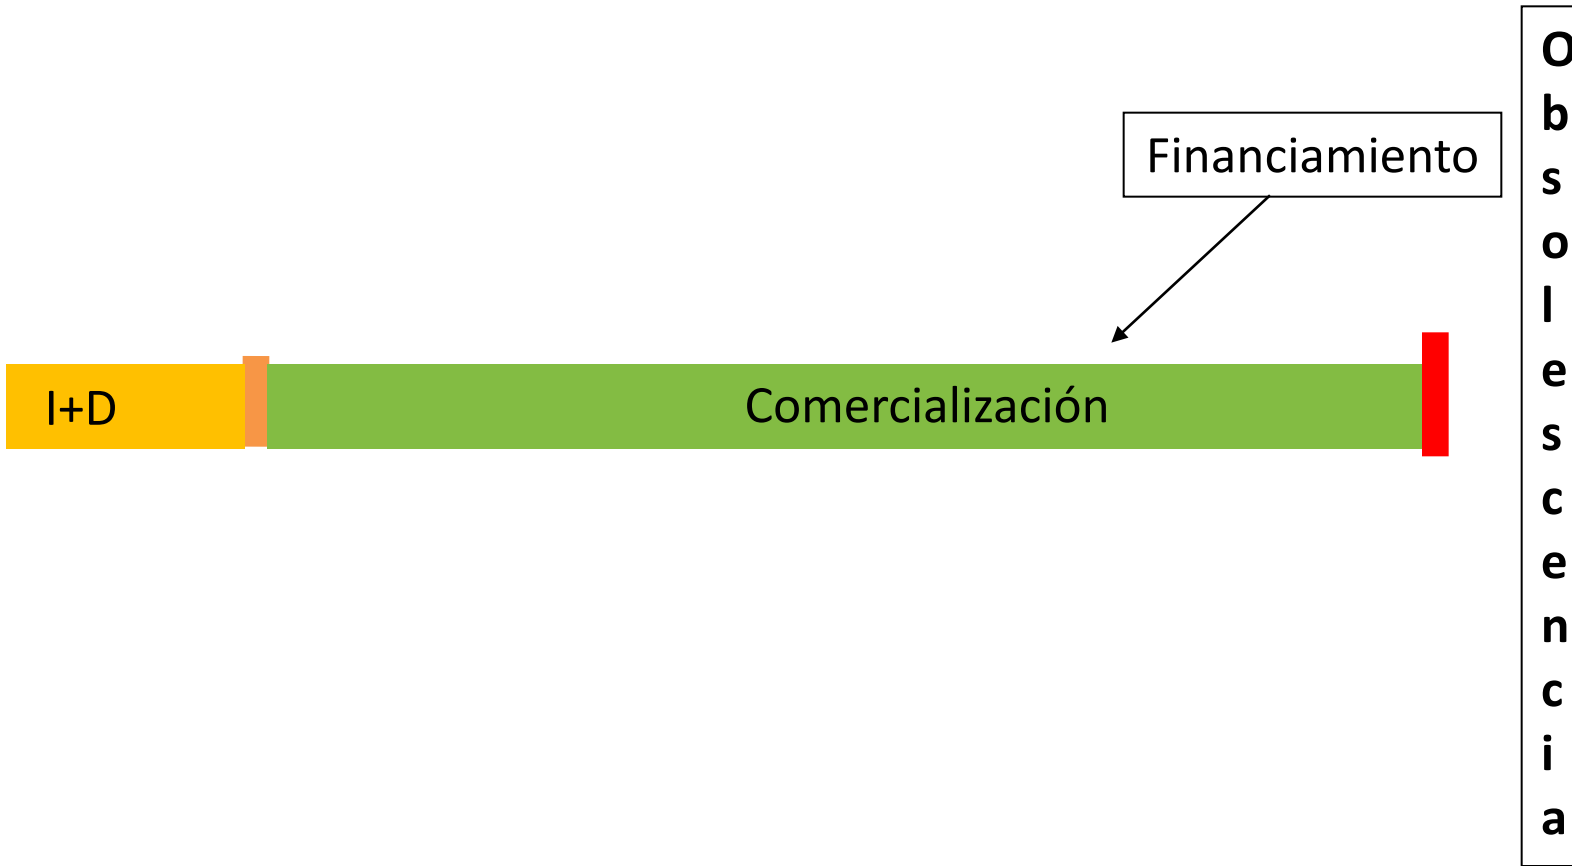 Financiamiento
I+D
Comercialización
O
b
s
o
l
e
s
c
e
n
c
i
a